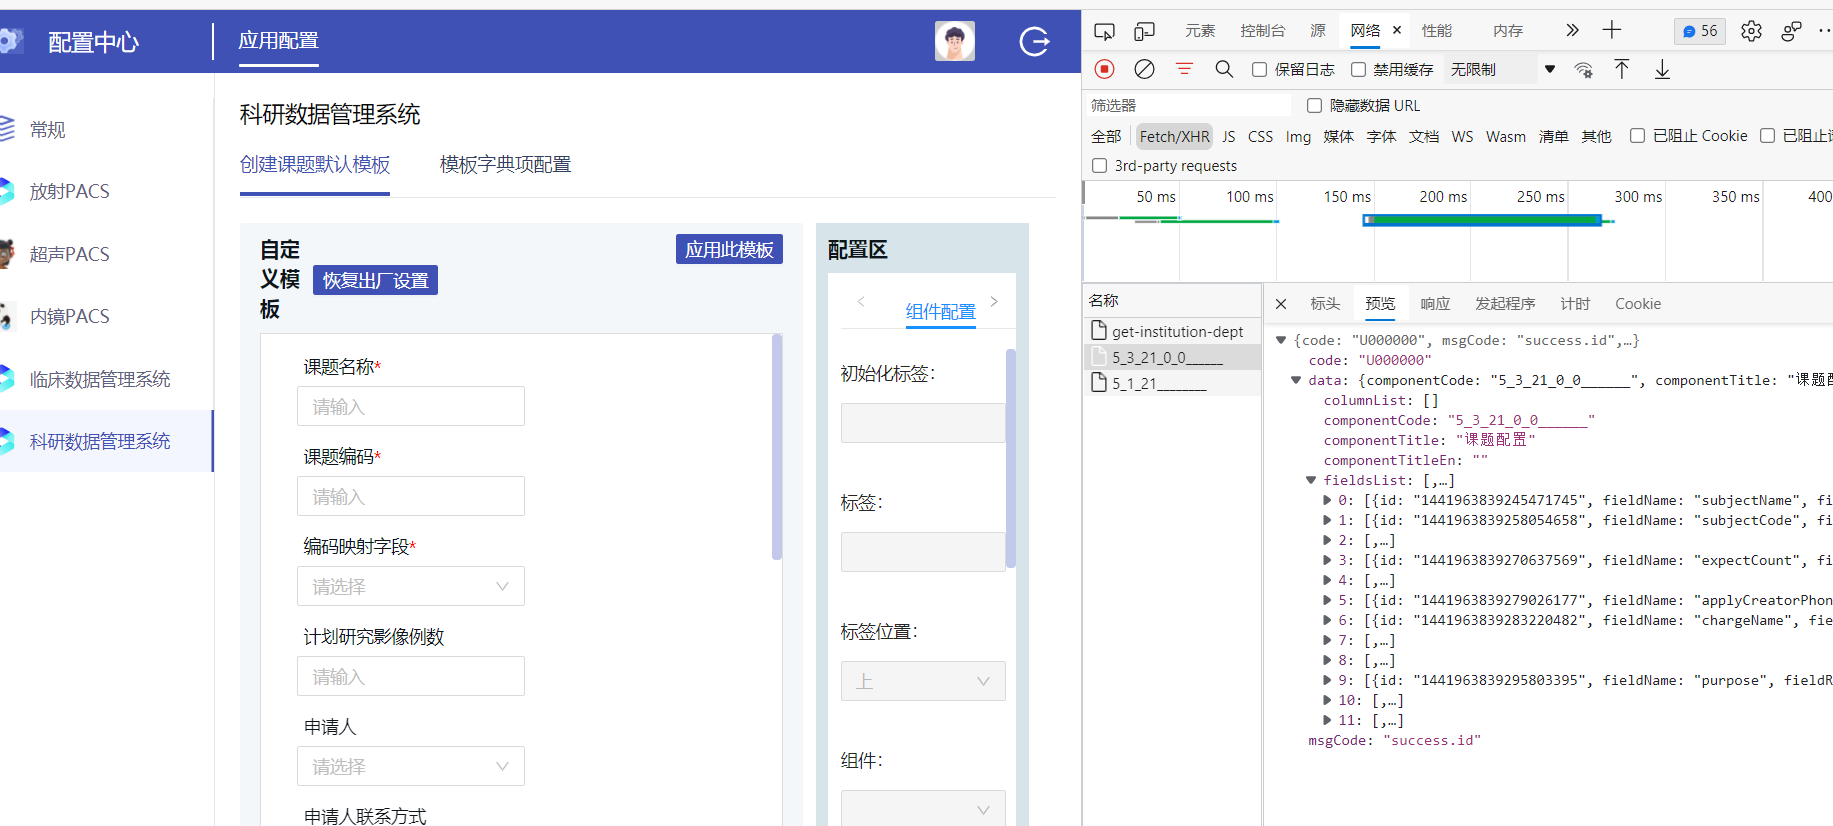 配置中心
应用配置
常规
放射PACS
超声PACS
内镜PACS
临床数据管理系统
科研数据管理系统
科研数据管理系统
创建课题默认模板
模板字典项配置
自定义模板
恢复出厂设置
应用此模板
课题名称*
请输入
课题编码*
请输入
编码映射字段*
请选择
计划研究影像例数
请输入
申请人
请选择
申请人联系方式
配置区
< 组件配置 >
初始化标签：
标签：
标签位置：
上
组件：
元素 控制台 源 网络 × 性能 内存 56
保留日志 禁用缓存 无限制
筛选器 隐藏数据 URL
全部 Fetch/XHR JS CSS Img 媒体 字体 文档 WS Wasm 清单 其他 已阻止 Cookie 已阻止
3rd-party requests
50 ms 100 ms 150 ms 200 ms 250 ms 300 ms 350 ms 400
名称
get-institution-dept
5_3_21_0_0______
5_1_21________
× 标头 预览 响应 发起程序 计时 Cookie
{code: "U000000", msgCode: "success.id",…}
code: "U000000"
data: {componentCode: "5_3_21_0_0______", componentTitle: "课题
columnList: []
componentCode: "5_3_21_0_0______"
componentTitle: "课题配置"
componentTitleEn: ""
fieldsList: [,…]
0: [{id: "1441963839245471745", fieldName: "subjectName", fi
1: [{id: "1441963839258054658", fieldName: "subjectCode", fi
2: [,…]
3: [{id: "1441963839270637569", fieldName: "expectCount", fi
4: [,…]
5: [{id: "1441963839279026177", fieldName: "applyCreatorPhon
6: [{id: "1441963839283220482", fieldName: "chargeName", fie
7: [,…]
8: [,…]
9: [{id: "1441963839295803395", fieldName: "purpose", fieldR
10: [,…]
11: [,…]
msgCode: "success.id"